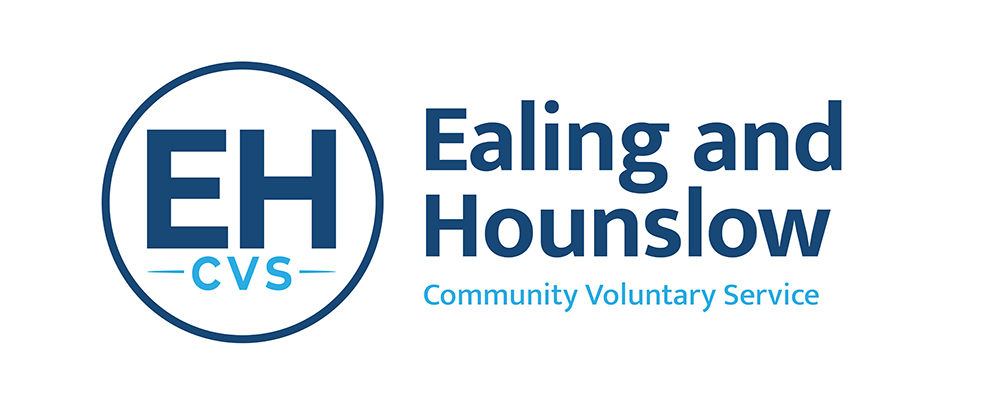 EH
CVS
Ealing and
Hounslow
Community Voluntary Service